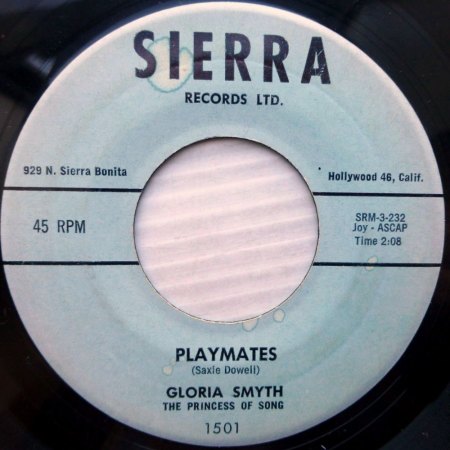 SIERRA
RECORDS LTD.
929 N. Sierra Bonita
Hollywood 46, Calif.
45 RPM
SRM-3-232
Joy - ASCAP
Time 2:08
PLAYMATES
(Saxie Dowell)
GLORIA SMYTH
THE PRINCESS OF SONG
1501